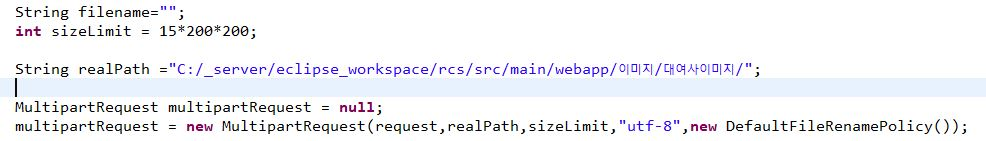 String filename="";
int sizeLimit = 15*200*200;
String realPath ="C:/_server/eclipse_workspace/rcs/src/main/webapp/이미지/대여사이미지/";
MultipartRequest multipartRequest = null;
multipartRequest = new MultipartRequest(request,realPath,sizeLimit,"utf-8",new DefaultFileRenamePolicy());